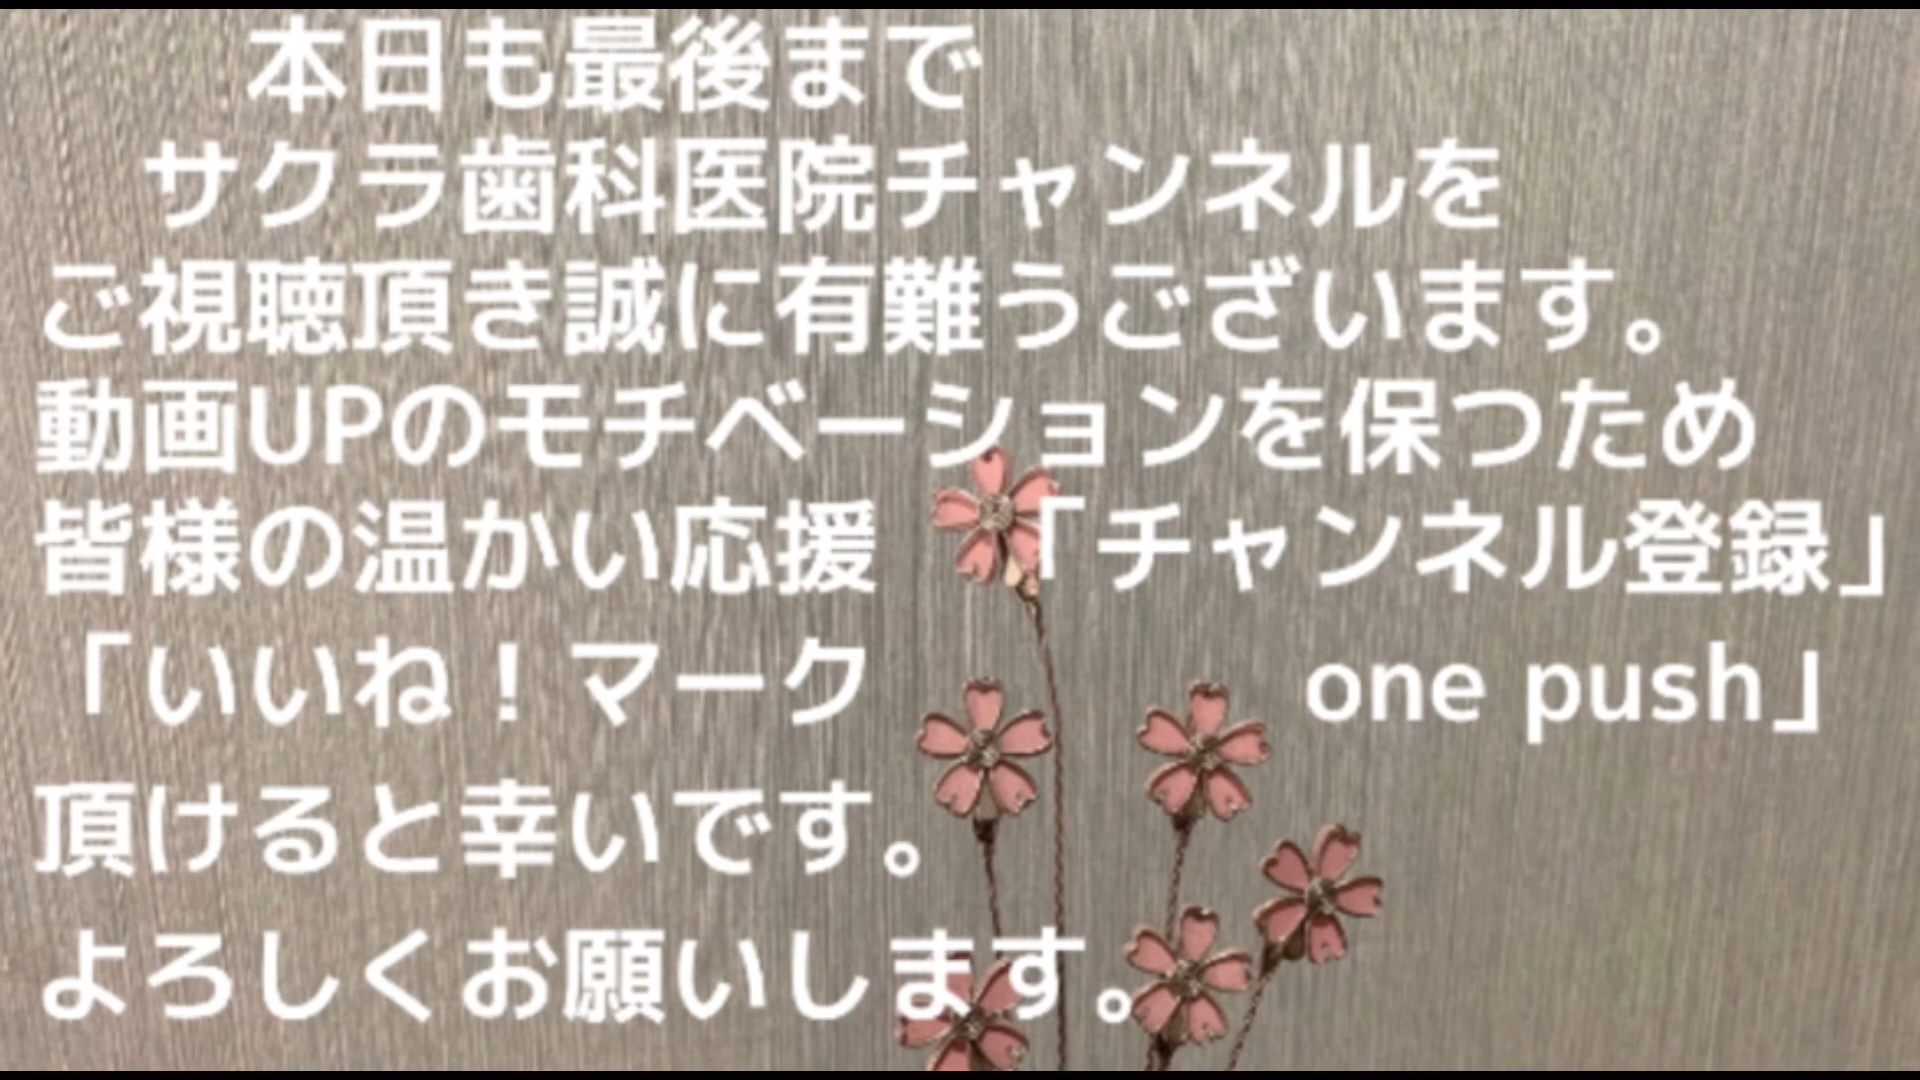 本日も最後まで
サクラ歯科医院チャンネルを
ご視聴頂き誠に有難うございます。
動画UPのモチベーションを保つため
皆様の温かい応援 「チャンネル登録」
「いいね！マーク one push」
頂けると幸いです。
よろしくお願いします。